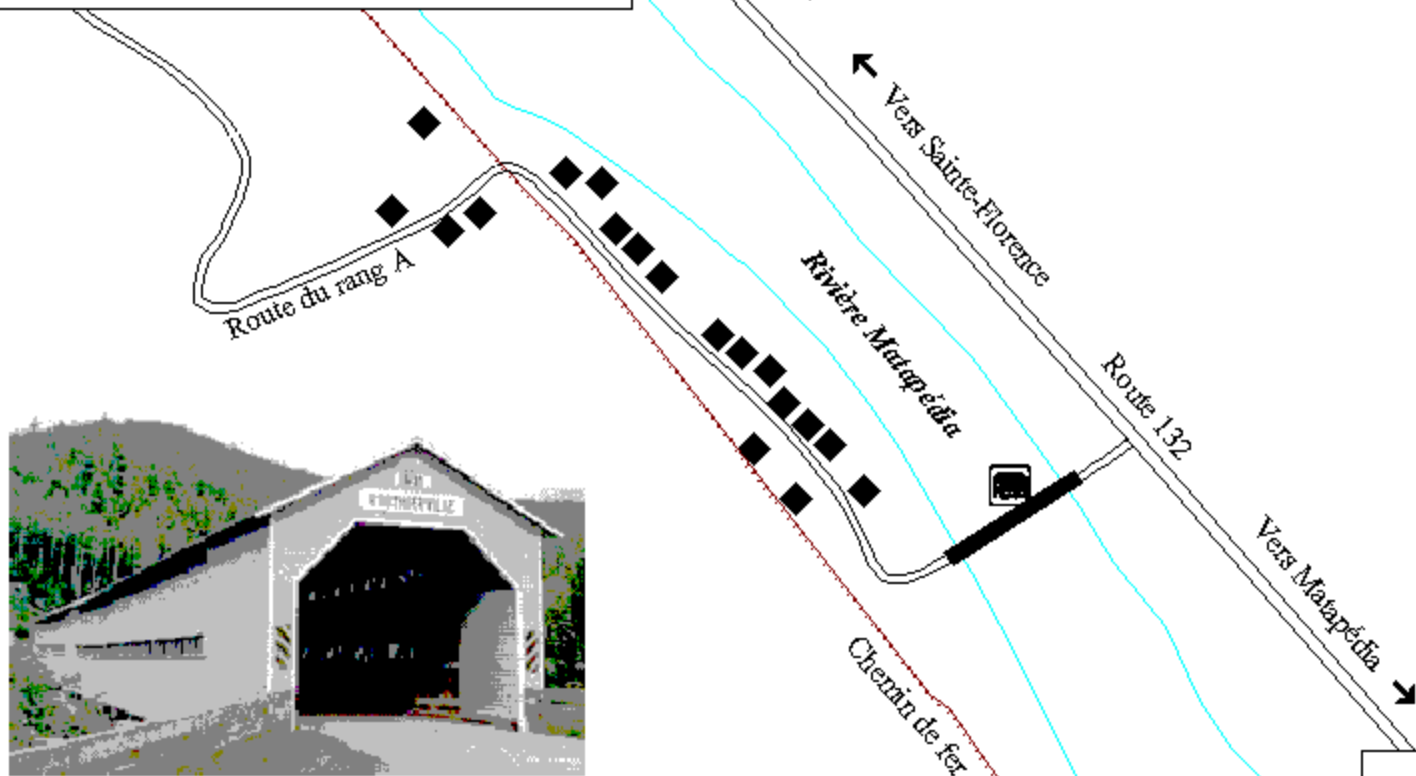 Vers Sainte-Florence
Rivière Matapédia
Route du rang A
Route 132
Vers Matapédia
Chemin de fer